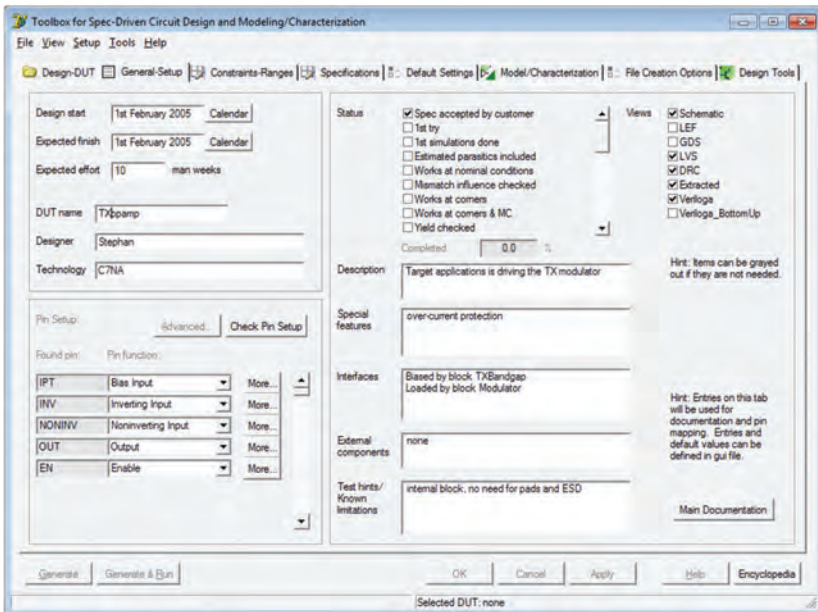 Toolbox for Spec-Driven Circuit Design and Modeling/Characterization
File View Setup Tools Help
Design-DUT General-Setup Constraints-Ranges Specifications Default Settings Model/Characterization File Creation Options Design Tools
Design start 1st February 2005 Calendar
Expected finish 1st February 2005 Calendar
Expected effort 10 man weeks
DUT name TXopamp
Designer Stephan
Technology C7NA
Pin Setup: Advanced... Check Pin Setup
Found pin: Pin function:
IPT Bias Input More...
INV Inverting Input More...
NONINV Noninverting Input More...
OUT Output More...
EN Enable More...
Status
Spec accepted by customer
1st try
1st simulations done
Estimated parasitics included
Works at nominal conditions
Mismatch influence checked
Works at corners
Works at corners & MC
Yield checked
Completed 0.0 %
Views
Schematic
LEF
GDS
LVS
DRC
Extracted
Veriloga
Veriloga_BottomUp
Hint: Items can be grayed
out if they are not needed.
Description Target applications is driving the TX modulator
Special
features
over-current protection
Interfaces
Biased by block TXBandgap
Loaded by block Modulator
External
components
none
Test hints/
Known
limitations
internal block, no need for pads and ESD
Hint: Entries on this tab
will be used for
documentation and pin
mapping. Entries and
default values can be
defined in gui file.
Main Documentation
Generate Generate & Run OK Cancel Apply Help Encyclopedia
Selected DUT: none